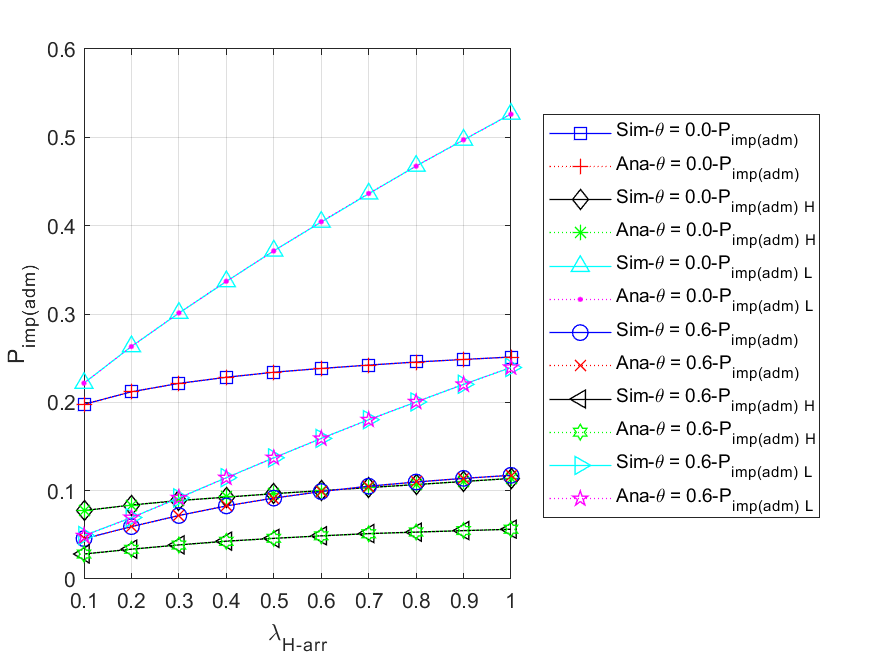 0.6
0.5
0.4
0.3
0.2
0.1
0
P_imp(adm)
0.1 0.2 0.3 0.4 0.5 0.6 0.7 0.8 0.9 1
λ_H-arr
Sim-θ = 0.0-P_imp(adm)
Ana-θ = 0.0-P_imp(adm)
Sim-θ = 0.0-P_imp(adm) H
Ana-θ = 0.0-P_imp(adm) H
Sim-θ = 0.0-P_imp(adm) L
Ana-θ = 0.0-P_imp(adm) L
Sim-θ = 0.6-P_imp(adm)
Ana-θ = 0.6-P_imp(adm)
Sim-θ = 0.6-P_imp(adm) H
Ana-θ = 0.6-P_imp(adm) H
Sim-θ = 0.6-P_imp(adm) L
Ana-θ = 0.6-P_imp(adm) L